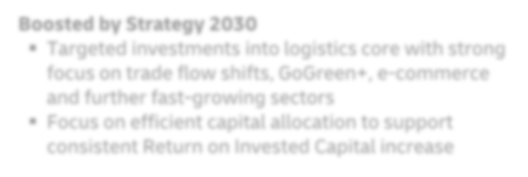 Boosted by Strategy 2030
▪ Targeted investments into logistics core with strong
focus on trade flow shifts, GoGreen+, e-commerce
and further fast-growing sectors
▪ Focus on efficient capital allocation to support
consistent Return on Invested Capital increase